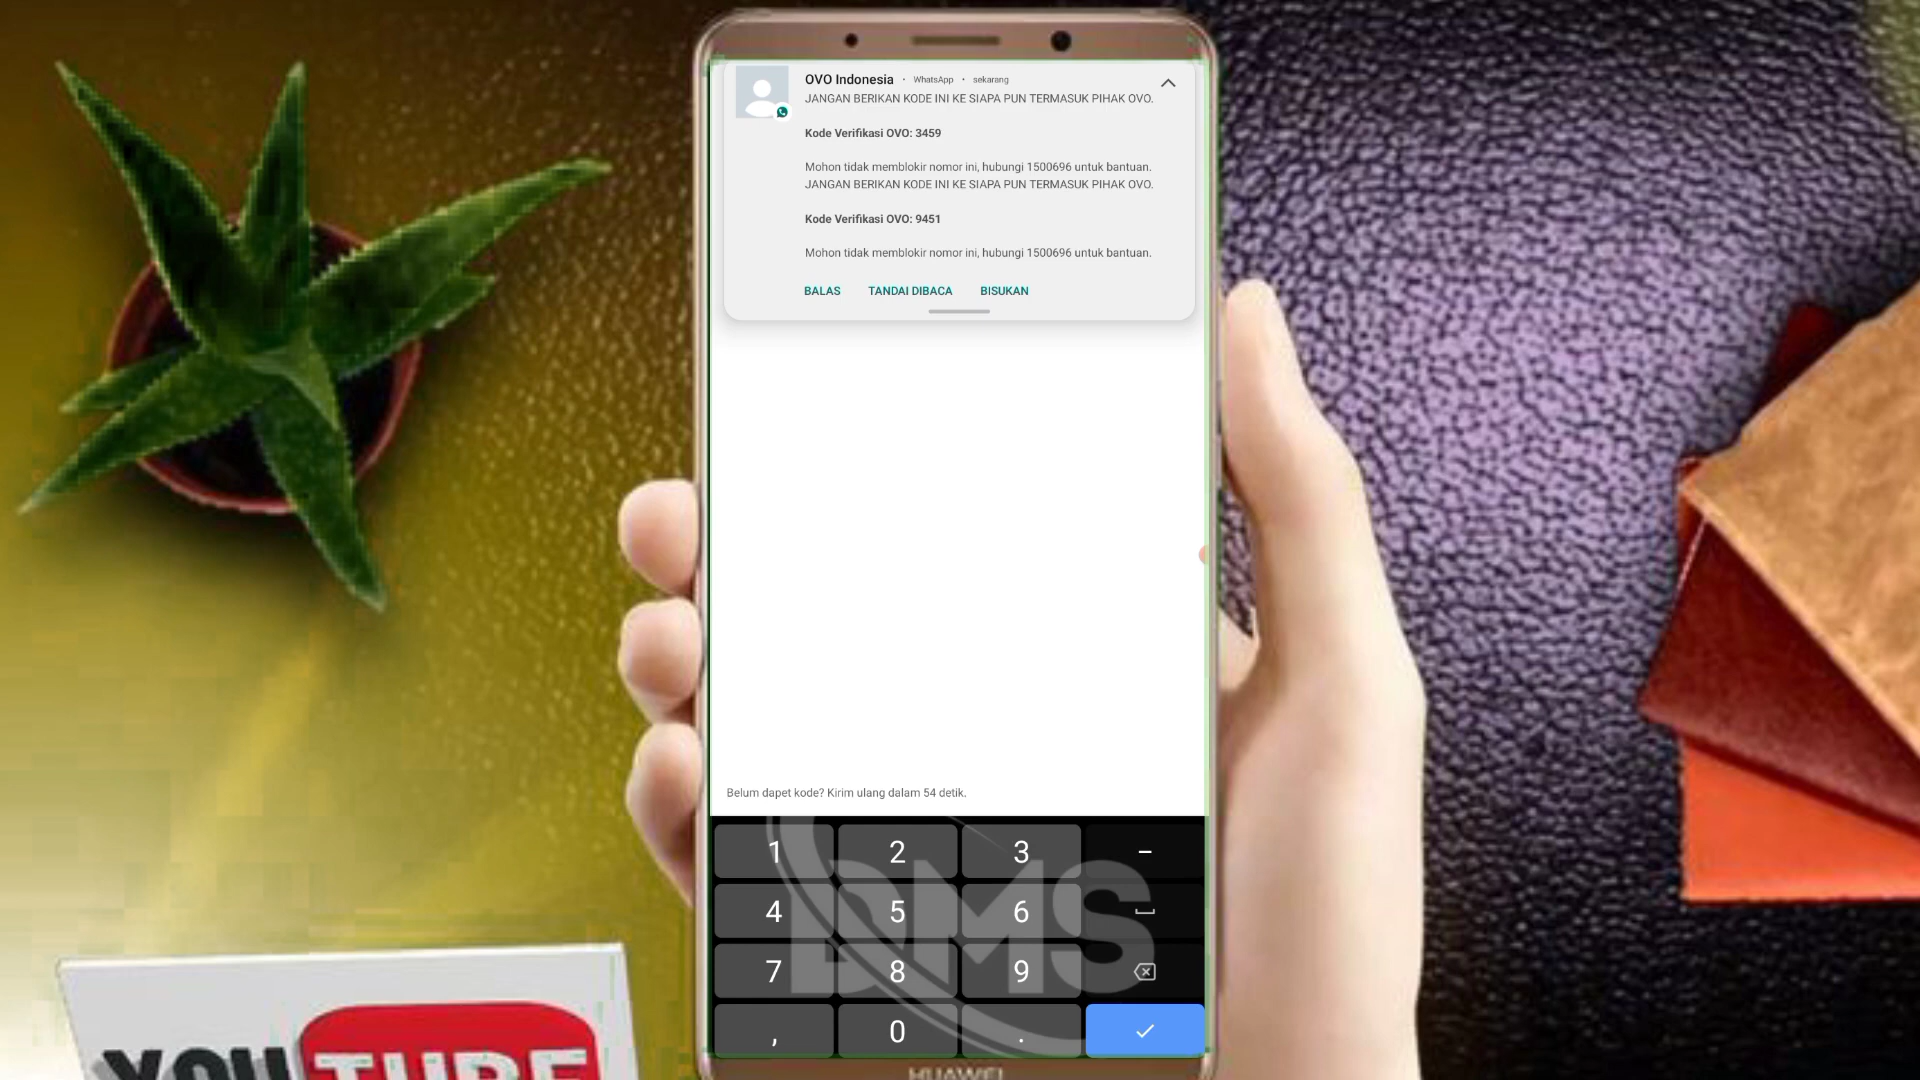 OVO Indonesia · WhatsApp · sekarang
JANGAN BERIKAN KODE INI KE SIAPA PUN TERMASUK PIHAK OVO.
Kode Verifikasi OVO: 3459
Mohon tidak memblokir nomor ini, hubungi 1500696 untuk bantuan.
JANGAN BERIKAN KODE INI KE SIAPA PUN TERMASUK PIHAK OVO.
Kode Verifikasi OVO: 9451
Mohon tidak memblokir nomor ini, hubungi 1500696 untuk bantuan.
BALAS TANDAI DIBACA BISUKAN
Belum dapet kode? Kirim ulang dalam 54 detik.
1 2 3 –
4 5 6
7 8 9
, 0 .
DMS
YOUTUBE
HUAWEI